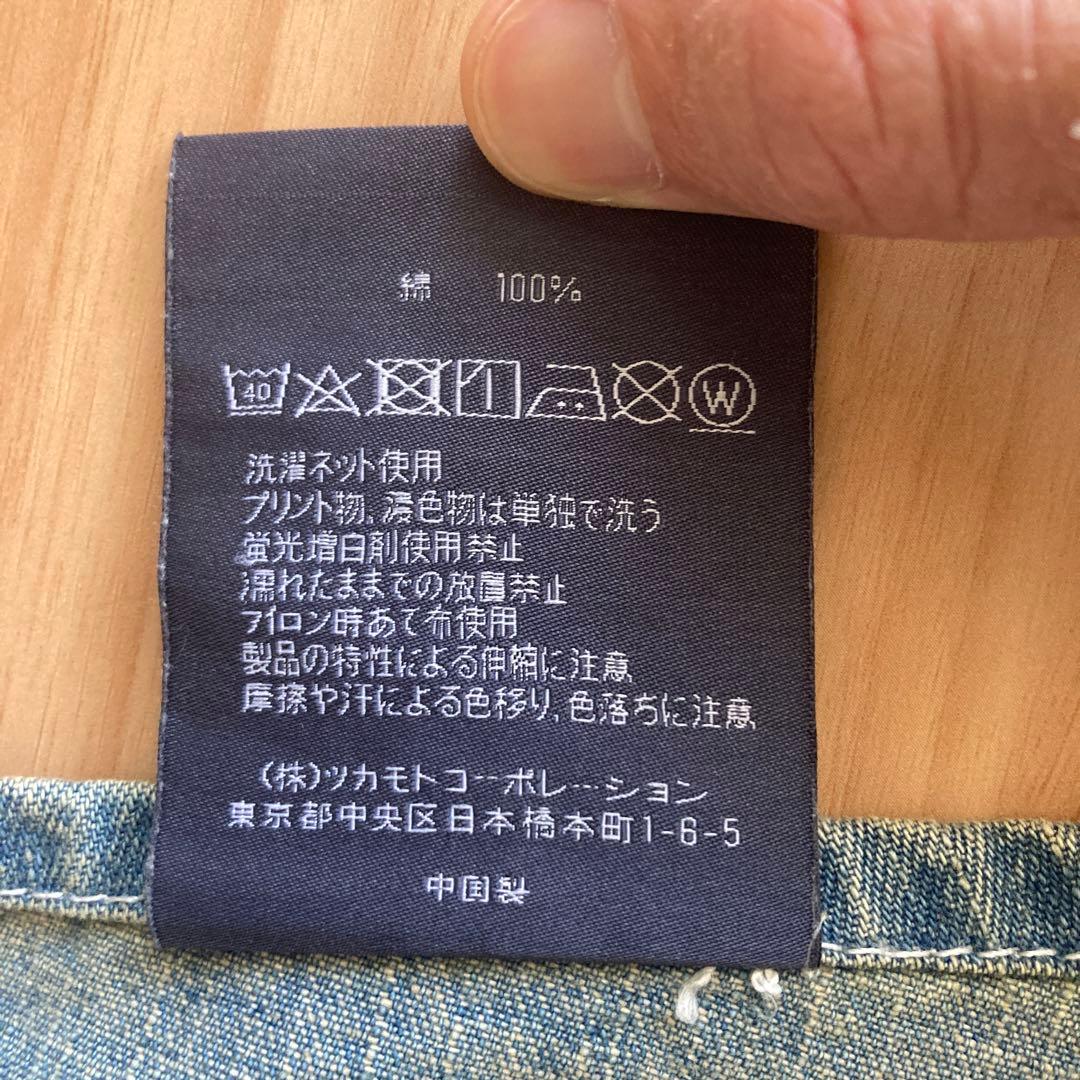 綿 100%
40 W
洗濯ネット使用
プリント物、濃色物は単独で洗う
蛍光増白剤使用禁止
濡れたままでの放置禁止
アイロン時あて布使用
製品の特性による伸縮に注意
摩擦や汗による色移り、色落ちに注意
(株)ツカモトコーポレーション
東京都中央区日本橋本町1-6-5
中国製